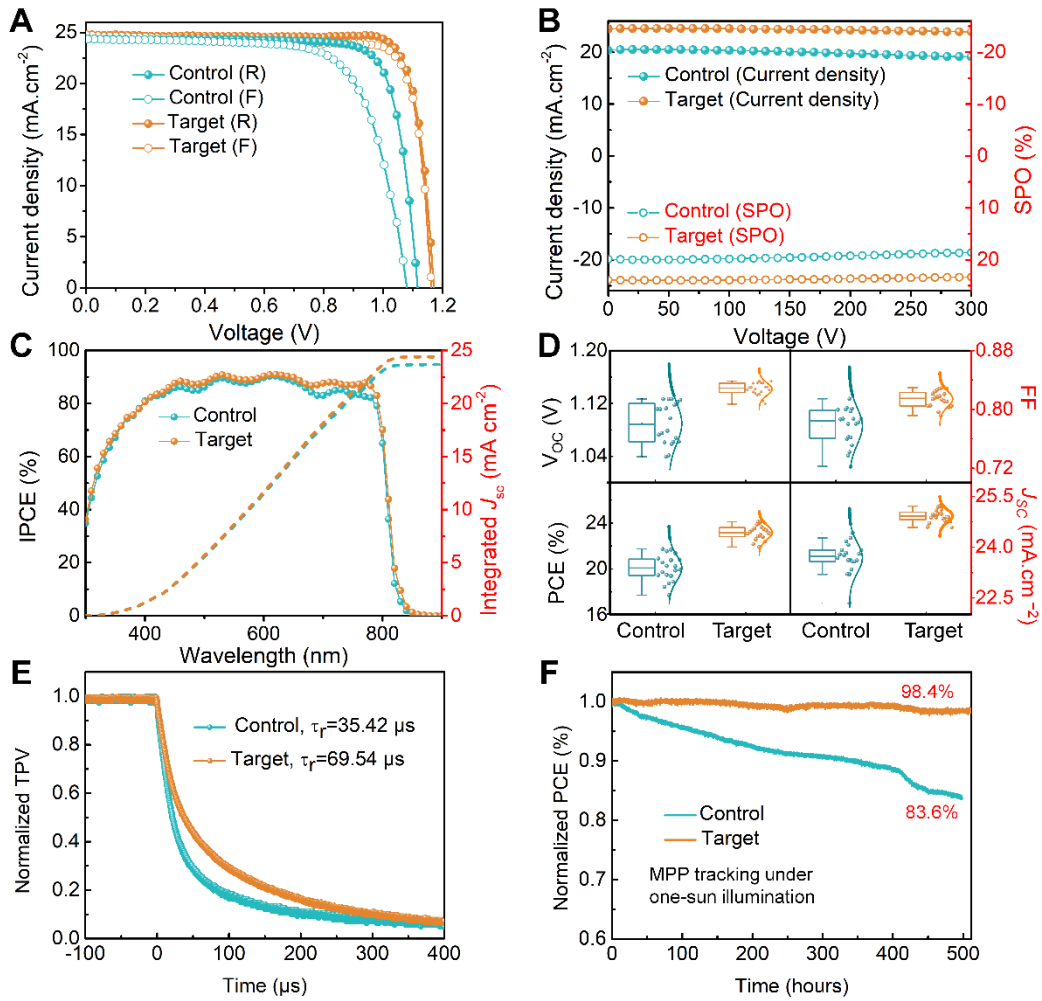 A
25
20
15
10
5
0
Current density (mA.cm⁻²)
Control (R)
Control (F)
Target (R)
Target (F)
0.0
0.2
0.4
0.6
0.8
1.0
1.2
Voltage (V)
B
20
10
0
-10
-20
Current density (mA.cm⁻²)
Control (Current density)
Target (Current density)
Control (SPO)
Target (SPO)
-20
-10
0
10
20
SPO (%)
0
50
100
150
200
250
300
Voltage (V)
C
100
80
60
40
20
0
IPCE (%)
Control
Target
25
20
15
10
5
0
Integrated Jsc (mA cm⁻²)
400
600
800
Wavelength (nm)
D
1.20
1.12
1.04
VOC (V)
0.88
0.80
0.72
FF
24
20
16
PCE (%)
25.5
24.0
22.5
JSC (mA.cm⁻²)
Control
Target
Control
Target
E
1.0
0.8
0.6
0.4
0.2
0.0
Normalized TPV
Control, τr=35.42 µs
Target, τr=69.54 µs
-100
0
100
200
300
400
Time (µs)
F
1.0
0.9
0.8
0.7
0.6
Normalized PCE (%)
98.4%
83.6%
Control
Target
MPP tracking under
one-sun illumination
0
100
200
300
400
500
Time (hours)